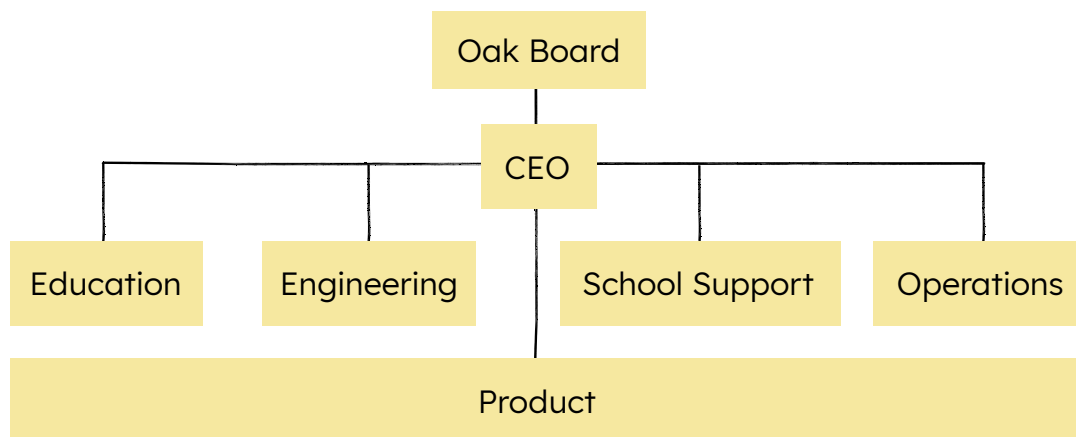 Oak Board
CEO
Education
Engineering
School Support
Operations
Product